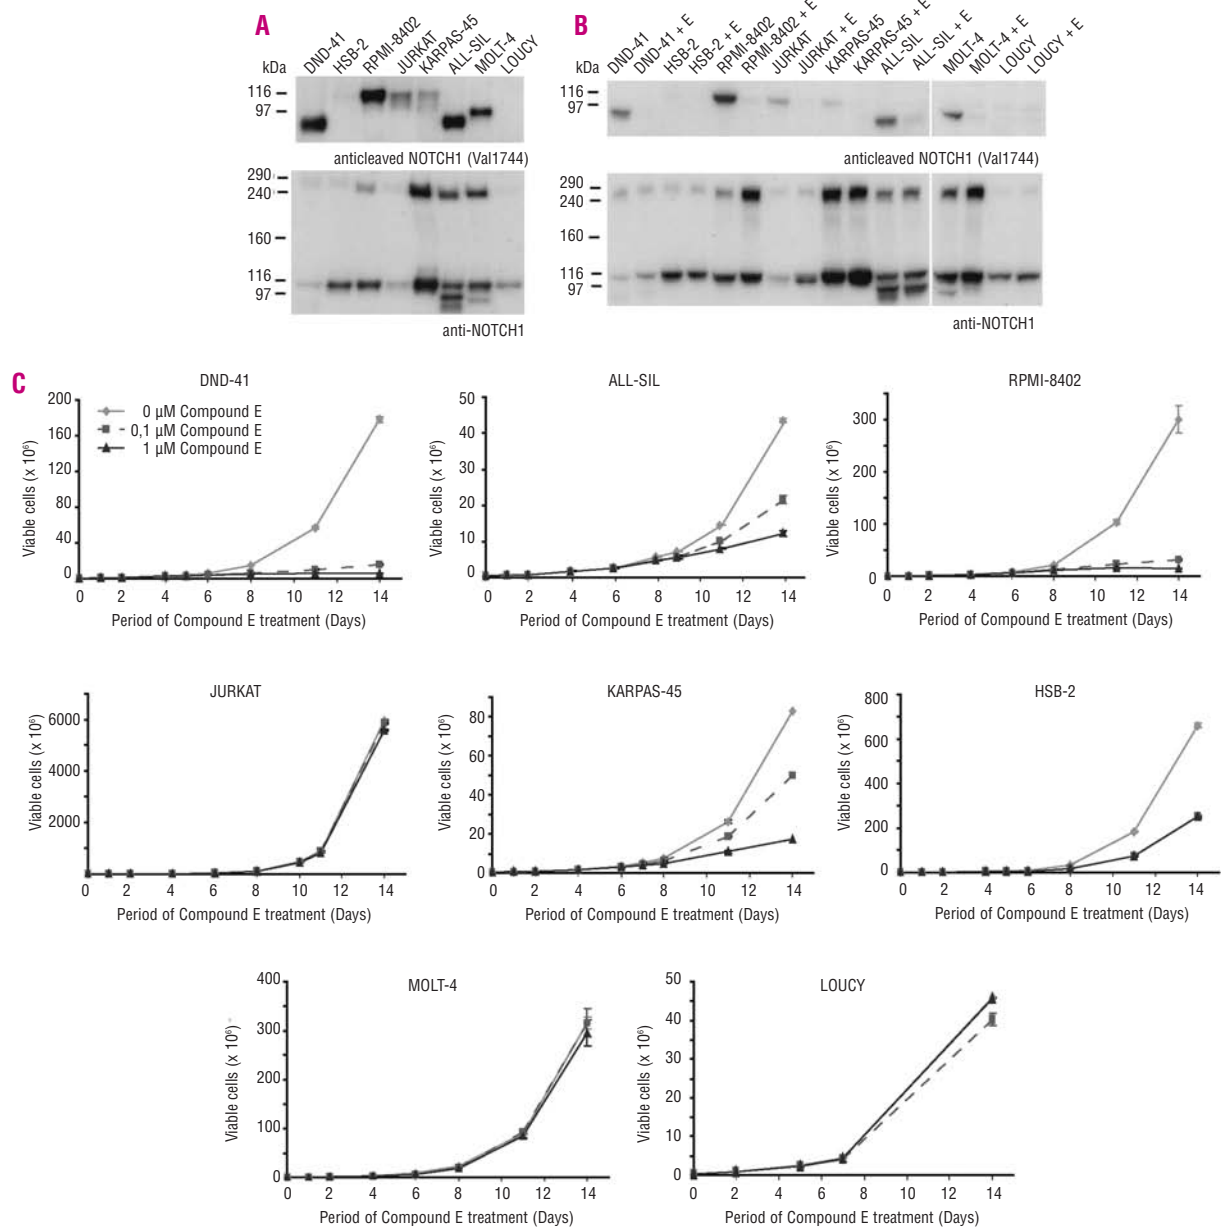 A
DND-41
HSB-2
RPMI-8402
JURKAT
KARPAS-45
ALL-SIL
MOLT-4
LOUCY
kDa
116
97
anticleaved NOTCH1 (Val1744)
290
240
160
116
97
anti-NOTCH1
B
DND-41
DND-41 + E
HSB-2
HSB-2 + E
RPMI-8402
RPMI-8402 + E
JURKAT
JURKAT + E
KARPAS-45
KARPAS-45 + E
ALL-SIL
ALL-SIL + E
MOLT-4
MOLT-4 + E
LOUCY
LOUCY + E
kDa
116
97
anticleaved NOTCH1 (Val1744)
290
240
160
116
97
anti-NOTCH1
C
DND-41
Viable cells (x 10⁶)
200
160
120
80
40
0
0 µM Compound E
0,1 µM Compound E
1 µM Compound E
0 2 4 6 8 10 12 14
Period of Compound E treatment (Days)
ALL-SIL
Viable cells (x 10⁶)
50
40
30
20
10
0
0 2 4 6 8 10 12 14
Period of Compound E treatment (Days)
RPMI-8402
Viable cells (x 10⁶)
300
200
100
0
0 2 4 6 8 10 12 14
Period of Compound E treatment (Days)
JURKAT
Viable cells (x 10⁶)
6000
4000
2000
0 2 4 6 8 10 12 14
Period of Compound E treatment (Days)
KARPAS-45
Viable cells (x 10⁶)
80
60
40
20
0
0 2 4 6 8 10 12 14
Period of Compound E treatment (Days)
HSB-2
Viable cells (x 10⁶)
800
600
400
200
0
0 2 4 6 8 10 12 14
Period of Compound E treatment (Days)
MOLT-4
Viable cells (x 10⁶)
400
300
200
100
0
0 2 4 6 8 10 12 14
Period of Compound E treatment (Days)
LOUCY
Viable cells (x 10⁶)
50
40
30
20
10
0
0 2 4 6 8 10 12 14
Period of Compound E treatment (Days)